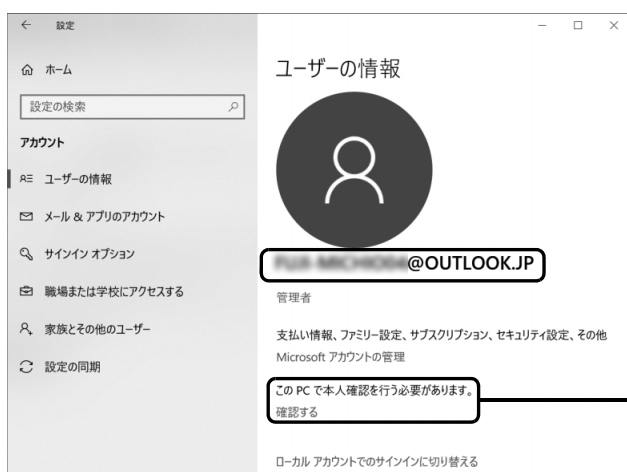 設定
ホーム
設定の検索
アカウント
ユーザーの情報
メール & アプリのアカウント
サインイン オプション
職場または学校にアクセスする
家族とその他のユーザー
設定の同期
ユーザーの情報
@OUTLOOK.JP
管理者
支払い情報、ファミリー設定、サブスクリプション、セキュリティ設定、その他
Microsoft アカウントの管理
この PC で本人確認を行う必要があります。
確認する
ローカル アカウントでのサインインに切り替える